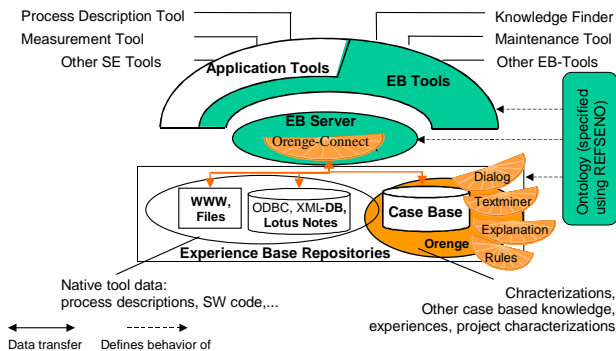 Process Description Tool
Measurement Tool
Other SE Tools
Knowledge Finder
Maintenance Tool
Other EB-Tools
Application Tools
EB Tools
EB Server
Orenge-Connect
Ontology (specified
using REFSENO)
WWW,
Files
ODBC, XML-DB,
Lotus Notes
Case Base
Orenge
Dialog
Textminer
Explanation
Rules
Experience Base Repositories
Native tool data:
process descriptions, SW code,...
Chracterizations,
Other case based knowledge,
experiences, project characterizations
Data transfer
Defines behavior of